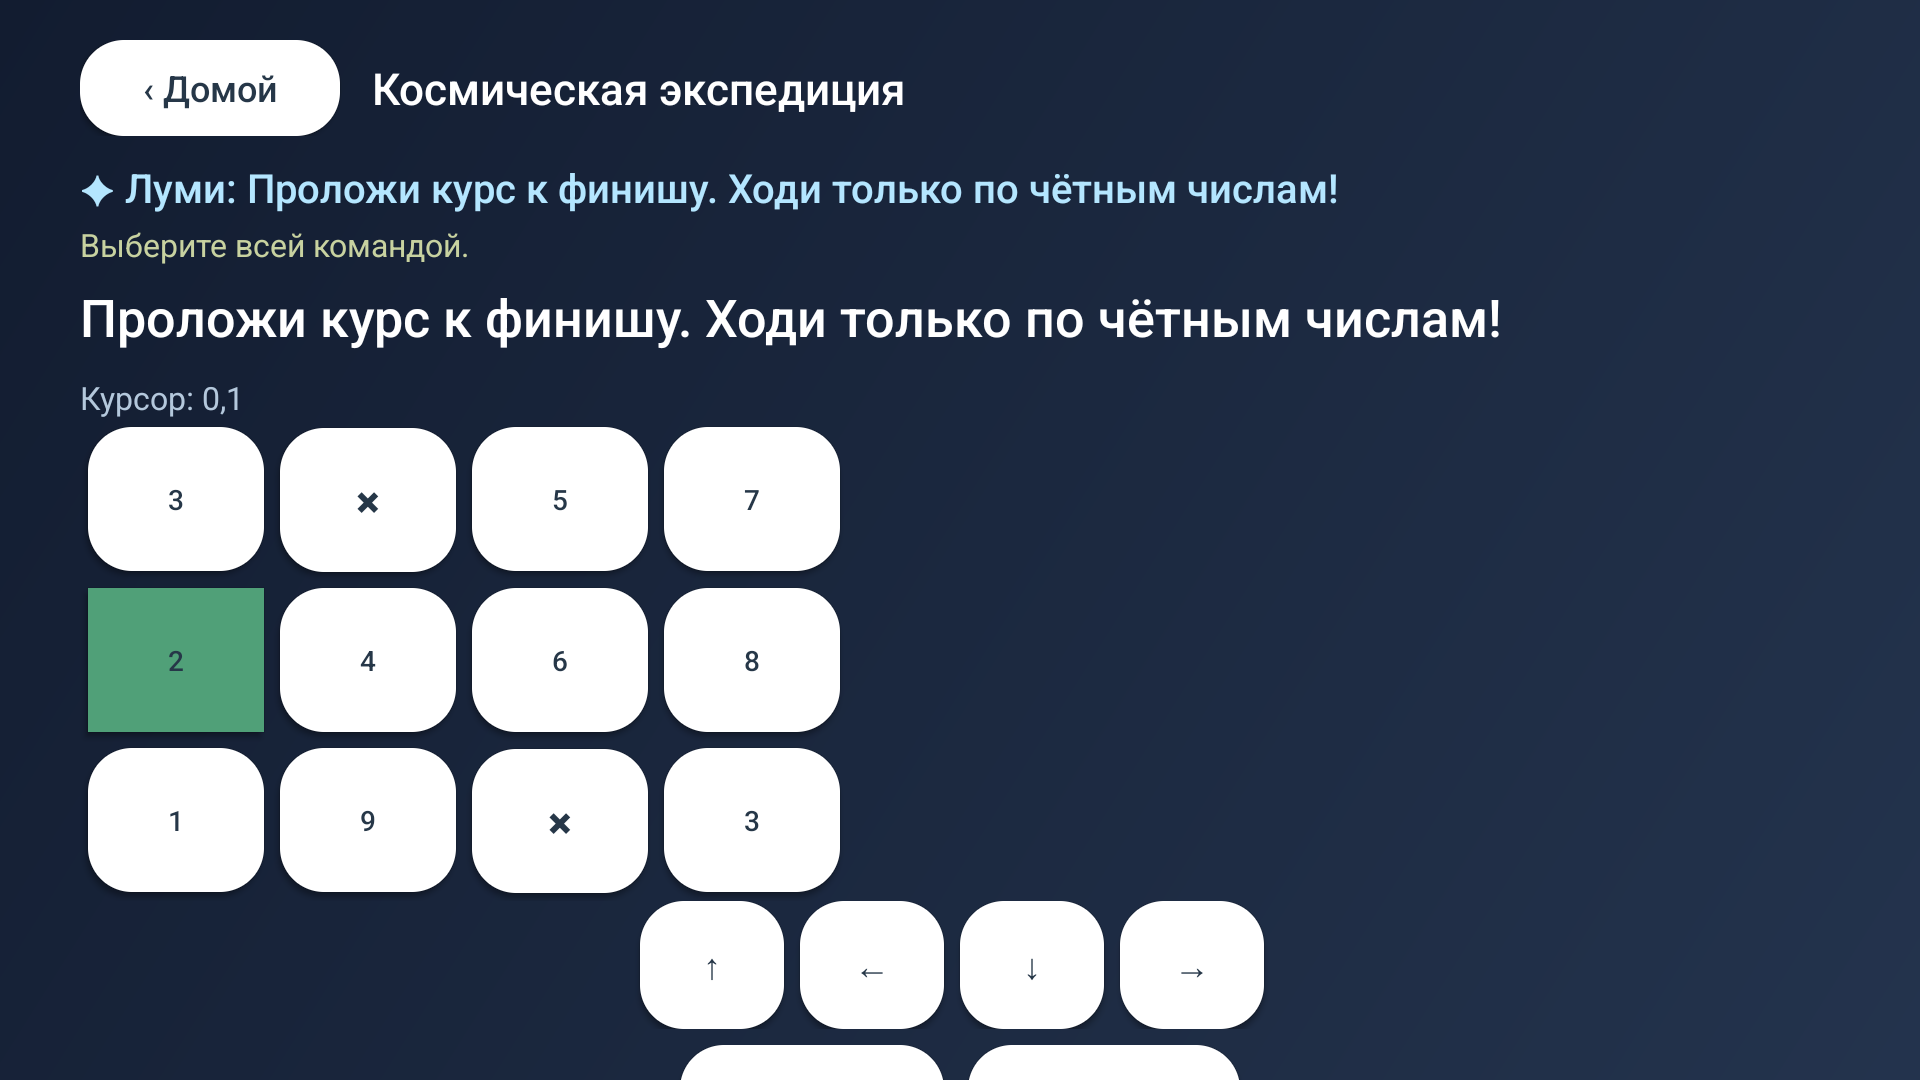 ‹ Домой
Космическая экспедиция
✦ Луми: Проложи курс к финишу. Ходи только по чётным числам!
Выберите всей командой.
Проложи курс к финишу. Ходи только по чётным числам!
Курсор: 0,1
3 ✖ 5 7
2 4 6 8
1 9 ✖ 3
↑ ← ↓ →